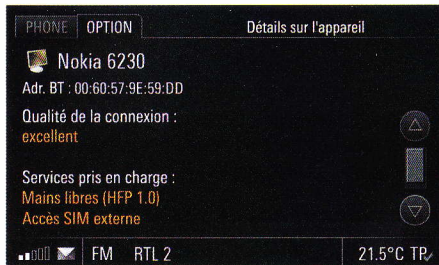 PHONE OPTION Détails sur l'appareil
Nokia 6230
Adr. BT : 00:60:57:9E:59:DD
Qualité de la connexion :
excellent
Services pris en charge :
Mains libres (HFP 1.0)
Accès SIM externe
FM RTL 2 21.5°C TP